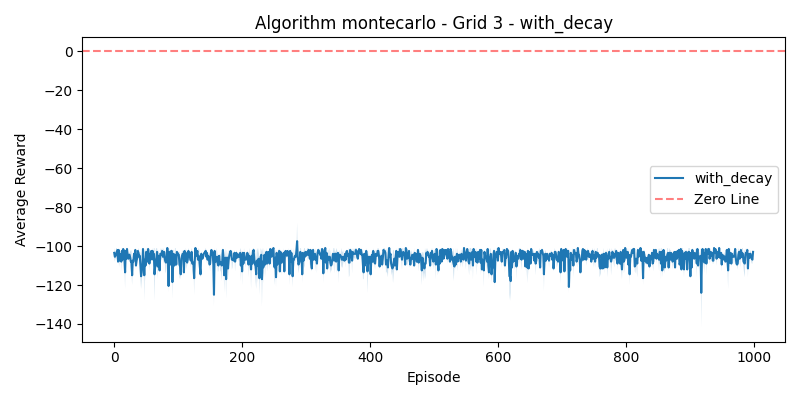 Algorithm montecarlo - Grid 3 - with_decay
Average Reward
0
−20
−40
−60
−80
−100
−120
−140
with_decay
Zero Line
0
200
400
600
800
1000
Episode